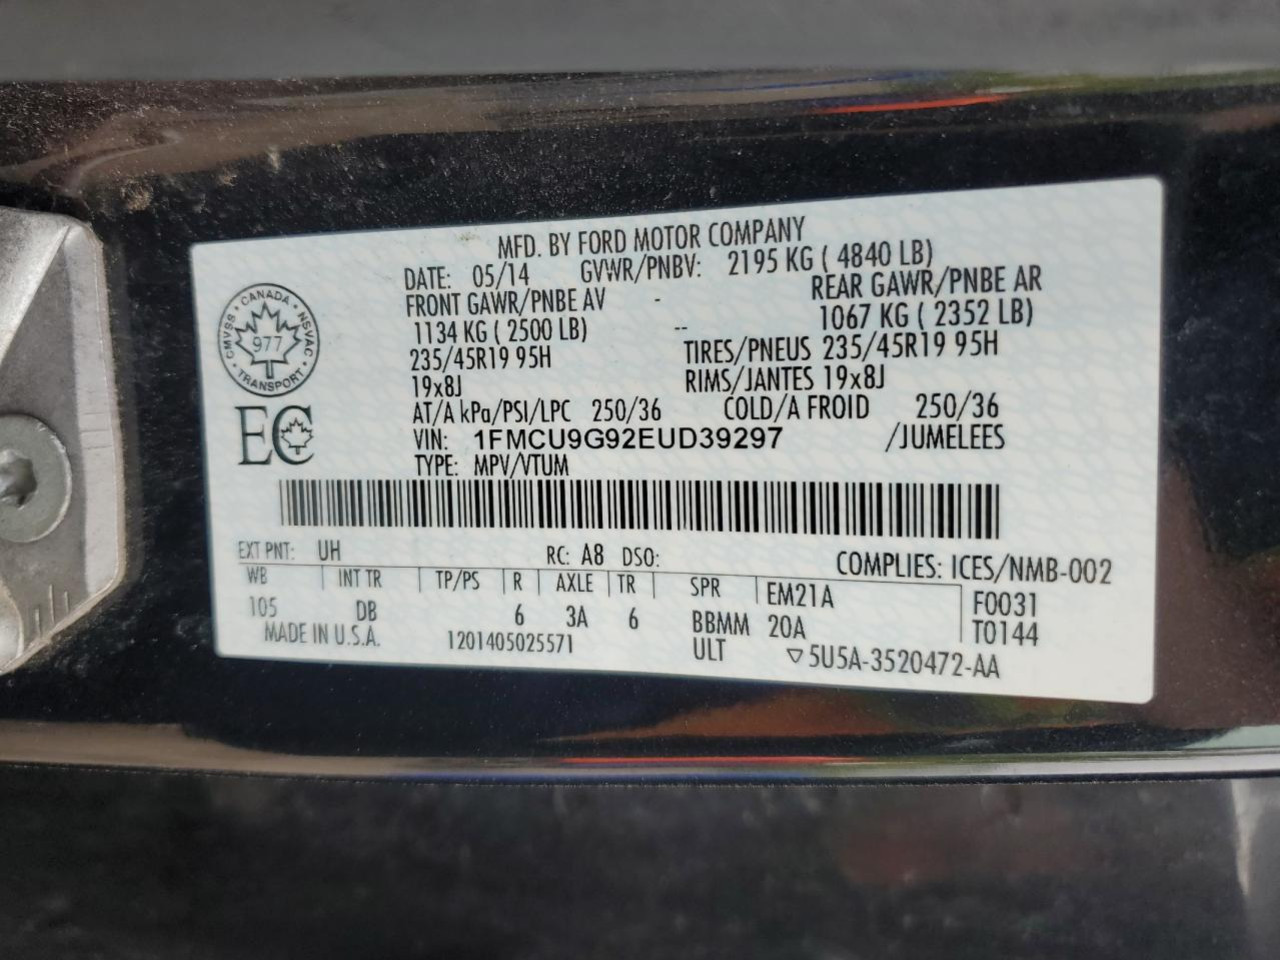 MFD. BY FORD MOTOR COMPANY
DATE: 05/14 GVWR/PNBV: 2195 KG ( 4840 LB)
FRONT GAWR/PNBE AV - REAR GAWR/PNBE AR
1134 KG ( 2500 LB) -- 1067 KG ( 2352 LB)
235/45R19 95H TIRES/PNEUS 235/45R19 95H
19x8J RIMS/JANTES 19x8J
AT/A kPa/PSI/LPC 250/36 COLD/A FROID 250/36
VIN: 1FMCU9G92EUD39297 /JUMELEES
TYPE: MPV/VTUM
CANADA
CMVSS NSVAC
977
TRANSPORT
EC
EXT PNT: UH RC: A8 DSO: COMPLIES: ICES/NMB-002
WB INT TR TP/PS R AXLE TR SPR EM21A F0031
105 DB 6 3A 6 BBMM 20A T0144
MADE IN U.S.A. 1201405025571 ULT ▽5U5A-3520472-AA